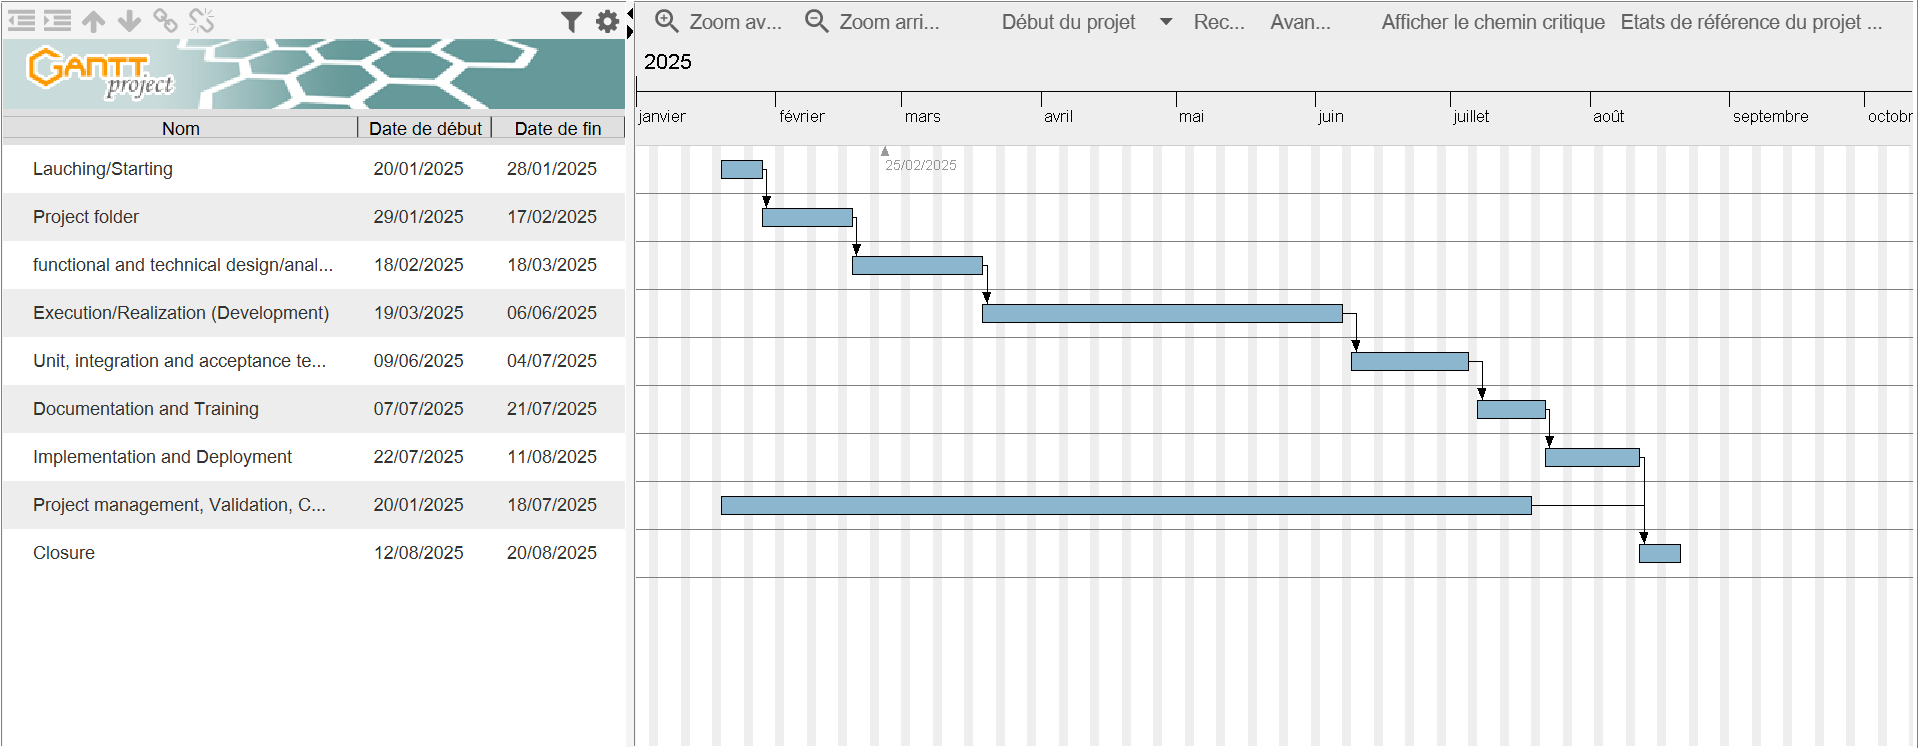 Zoom av... Zoom arri... Début du projet Rec... Avan... Afficher le chemin critique Etats de référence du projet ...
GANTT
project
2025
janvier février mars avril mai juin juillet août septembre octobr
Nom Date de début Date de fin
25/02/2025
Lauching/Starting 20/01/2025 28/01/2025
Project folder 29/01/2025 17/02/2025
functional and technical design/anal... 18/02/2025 18/03/2025
Execution/Realization (Development) 19/03/2025 06/06/2025
Unit, integration and acceptance te... 09/06/2025 04/07/2025
Documentation and Training 07/07/2025 21/07/2025
Implementation and Deployment 22/07/2025 11/08/2025
Project management, Validation, C... 20/01/2025 18/07/2025
Closure 12/08/2025 20/08/2025